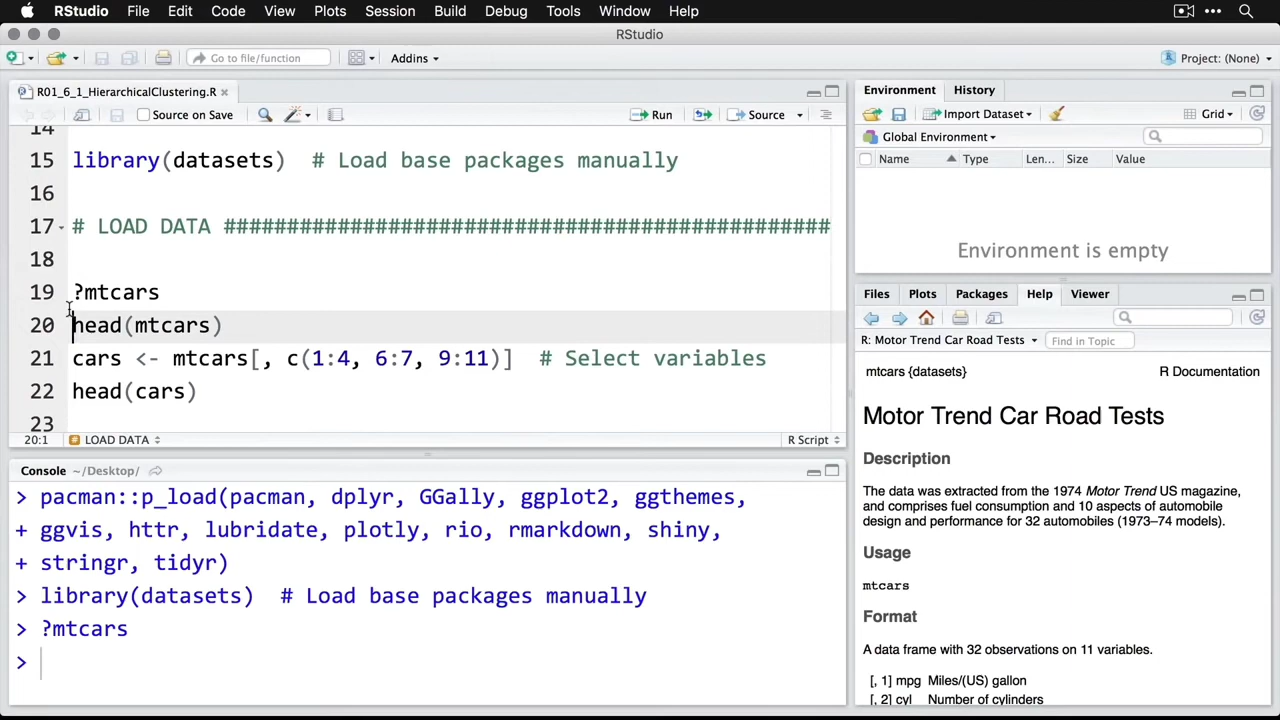 RStudio File Edit Code View Plots Session Build Debug Tools Window Help
RStudio
Go to file/function Addins Project: (None)
R01_6_1_HierarchicalClustering.R
Source on Save Run Source
14
15 library(datasets)  # Load base packages manually
16
17 # LOAD DATA ################################################
18
19 ?mtcars
20 head(mtcars)
21 cars <- mtcars[, c(1:4, 6:7, 9:11)]  # Select variables
22 head(cars)
23
20:1 # LOAD DATA R Script
Console ~/Desktop/
> pacman::p_load(pacman, dplyr, GGally, ggplot2, ggthemes,
+ ggvis, httr, lubridate, plotly, rio, rmarkdown, shiny,
+ stringr, tidyr)
> library(datasets)  # Load base packages manually
> ?mtcars
>
Environment History
Import Dataset Grid
Global Environment
Name Type Len... Size Value
Environment is empty
Files Plots Packages Help Viewer
R: Motor Trend Car Road Tests Find in Topic
mtcars {datasets} R Documentation
Motor Trend Car Road Tests
Description
The data was extracted from the 1974 Motor Trend US magazine,
and comprises fuel consumption and 10 aspects of automobile
design and performance for 32 automobiles (1973–74 models).
Usage
mtcars
Format
A data frame with 32 observations on 11 variables.
[, 1] mpg Miles/(US) gallon
[, 2] cyl Number of cylinders